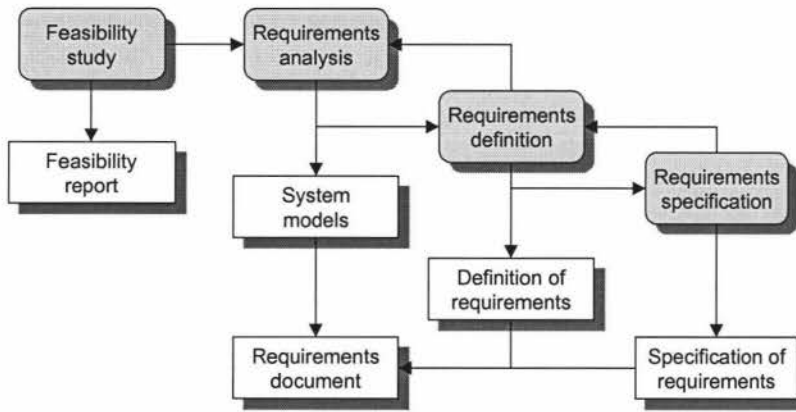 Feasibility
study
Requirements
analysis
Requirements
definition
Feasibility
report
Requirements
specification
System
models
Definition of
requirements
Requirements
document
Specification of
requirements